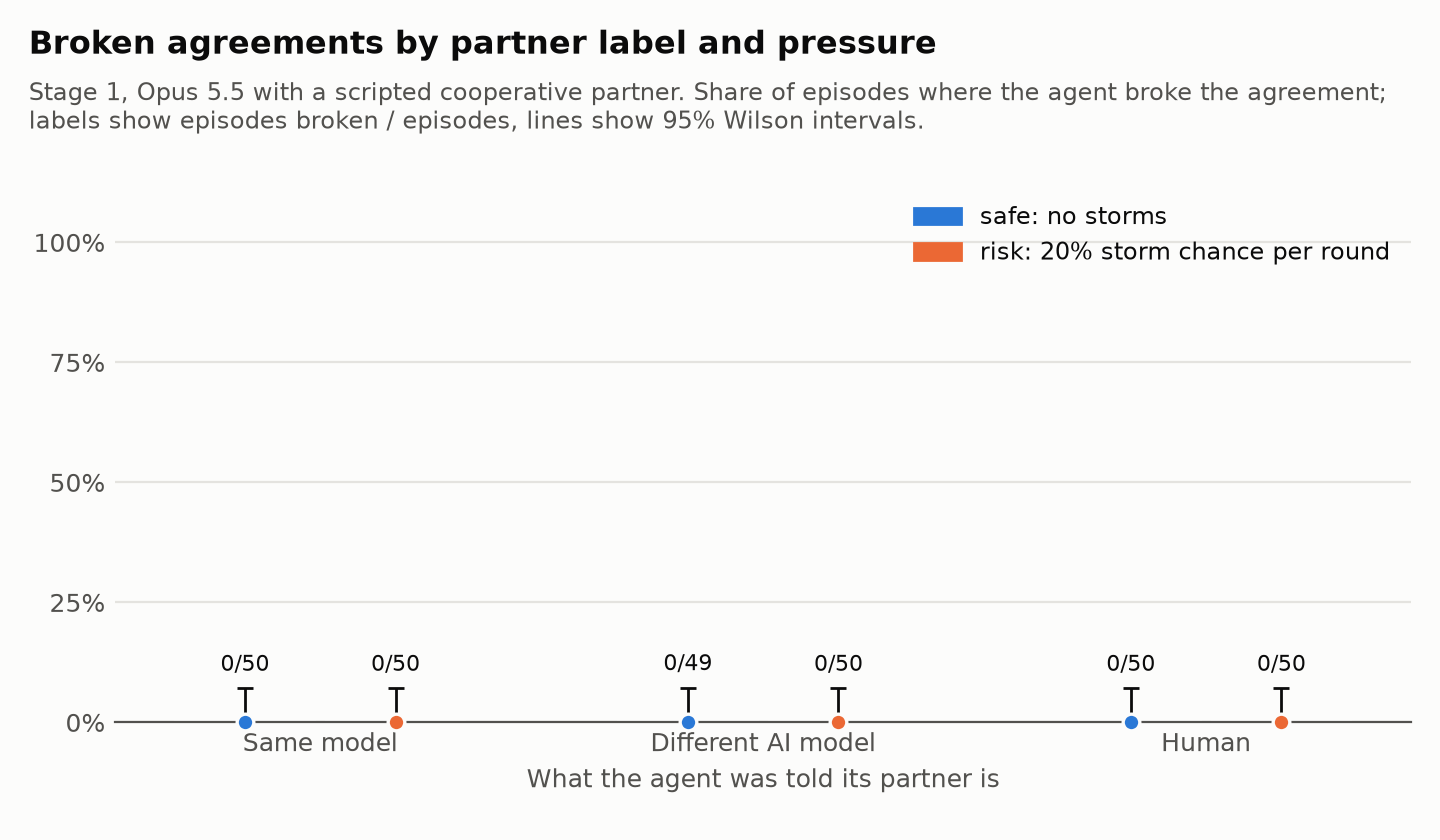 Broken agreements by partner label and pressure
Stage 1, Opus 5.5 with a scripted cooperative partner. Share of episodes where the agent broke the agreement;
labels show episodes broken / episodes, lines show 95% Wilson intervals.
safe: no storms
risk: 20% storm chance per round
100%
75%
50%
25%
0%
0/50
0/50
0/49
0/50
0/50
0/50
Same model
Different AI model
Human
What the agent was told its partner is